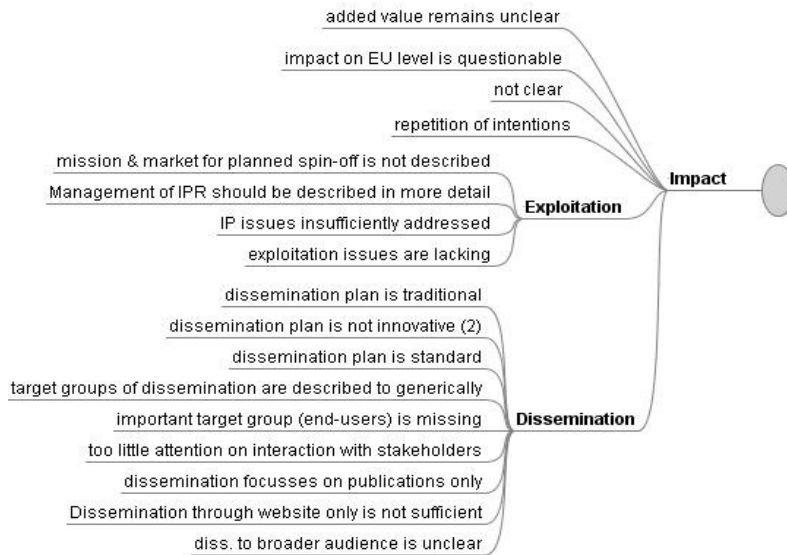 added value remains unclear
impact on EU level is questionable
not clear
repetition of intentions
mission & market for planned spin-off is not described
Impact
Management of IPR should be described in more detail
Exploitation
IP issues insufficiently addressed
exploitation issues are lacking
dissemination plan is traditional
dissemination plan is not innovative (2)
dissemination plan is standard
target groups of dissemination are described to generically
important target group (end-users) is missing
Dissemination
too little attention on interaction with stakeholders
dissemination focusses on publications only
Dissemination through website only is not sufficient
diss. to broader audience is unclear